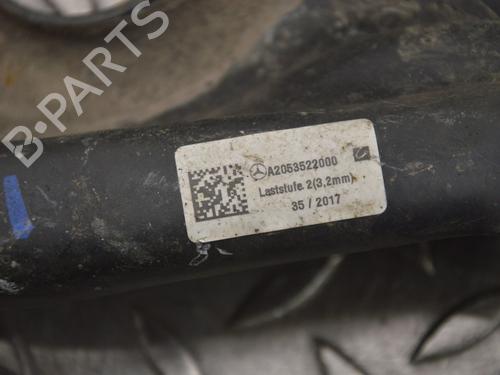 B-PARTS
A2053522000
Laststufe 2(3,2mm)
35 / 2017